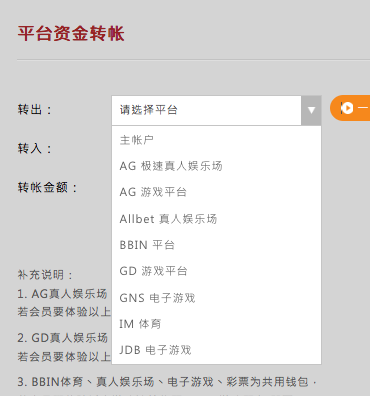 平台资金转帐
转出：
请选择平台
转入：
转帐金额：
主帐户
AG 极速真人娱乐场
AG 游戏平台
Allbet 真人娱乐场
BBIN 平台
GD 游戏平台
GNS 电子游戏
IM 体育
JDB 电子游戏
补充说明：
1. AG真人娱乐场
若会员要体验以上
2. GD真人娱乐场
若会员要体验以上
3. BBIN体育、真人娱乐场、电子游戏、彩票为共用钱包，